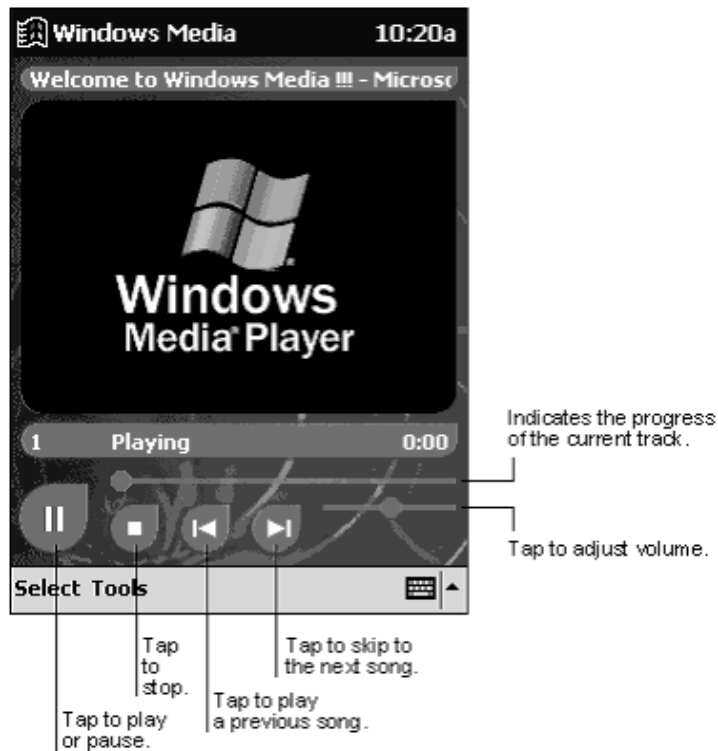 Windows Media 10:20a
Welcome to Windows Media !!! - Microso
Windows
Media Player
1 Playing 0:00
Indicates the progress
of the current track.
Tap to adjust volume.
Select Tools
Tap
to
stop.
Tap to skip to
the next song.
Tap to play
a previous song.
Tap to play
or pause.